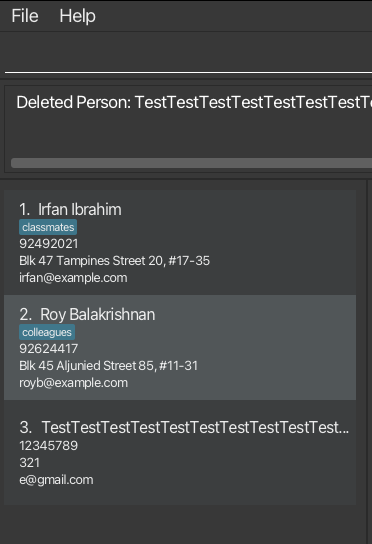 File Help
Deleted Person: TestTestTestTestTestTestTestT
1. Irfan Ibrahim
classmates
92492021
Blk 47 Tampines Street 20, #17-35
irfan@example.com
2. Roy Balakrishnan
colleagues
92624417
Blk 45 Aljunied Street 85, #11-31
royb@example.com
3. TestTestTestTestTestTestTestTestTestTest...
12345789
321
e@gmail.com